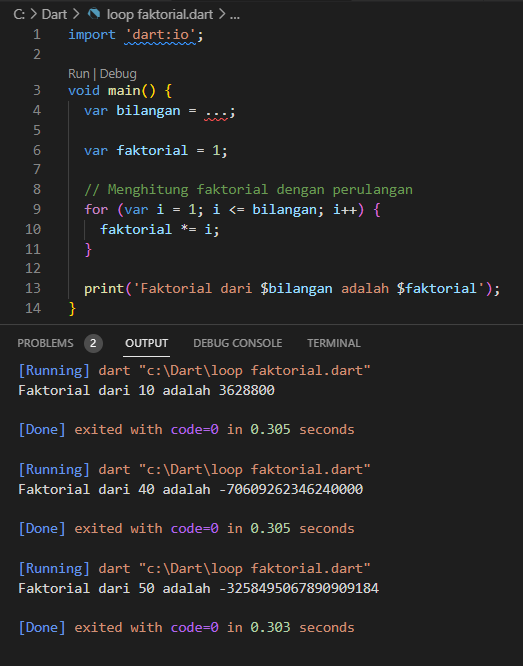 C: > Dart > loop faktorial.dart > ...
1 import 'dart:io';
2
Run | Debug
3 void main() {
4 var bilangan = ...;
5
6 var faktorial = 1;
7
8 // Menghitung faktorial dengan perulangan
9 for (var i = 1; i <= bilangan; i++) {
10 faktorial *= i;
11 }
12
13 print('Faktorial dari $bilangan adalah $faktorial');
14 }
PROBLEMS 2 OUTPUT DEBUG CONSOLE TERMINAL
[Running] dart "c:\Dart\loop faktorial.dart"
Faktorial dari 10 adalah 3628800
[Done] exited with code=0 in 0.305 seconds
[Running] dart "c:\Dart\loop faktorial.dart"
Faktorial dari 40 adalah -70609262346240000
[Done] exited with code=0 in 0.305 seconds
[Running] dart "c:\Dart\loop faktorial.dart"
Faktorial dari 50 adalah -3258495067890909184
[Done] exited with code=0 in 0.303 seconds